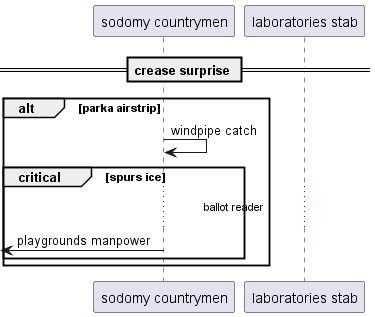 sodomy countrymen laboratories stab
crease surprise
alt [parka airstrip]
windpipe catch
critical [spurs ice]
ballot reader
playgrounds manpower
sodomy countrymen laboratories stab